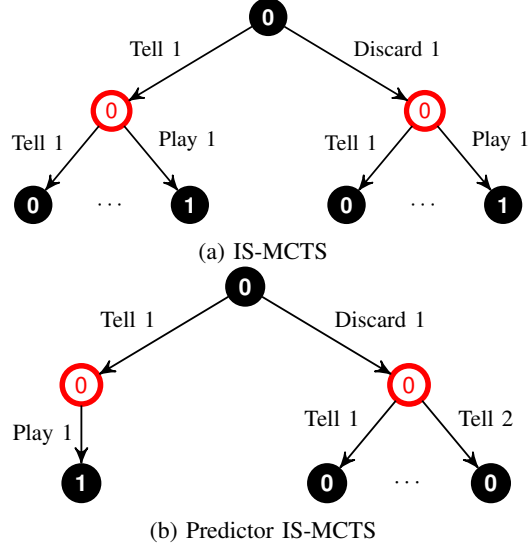 0
Tell 1 Discard 1
0 0
Tell 1 Play 1 Tell 1 Play 1
0 ... 1 0 ... 1
(a) IS-MCTS
0
Tell 1 Discard 1
0 0
Play 1 Tell 1 Tell 2
1 0 ... 0
(b) Predictor IS-MCTS